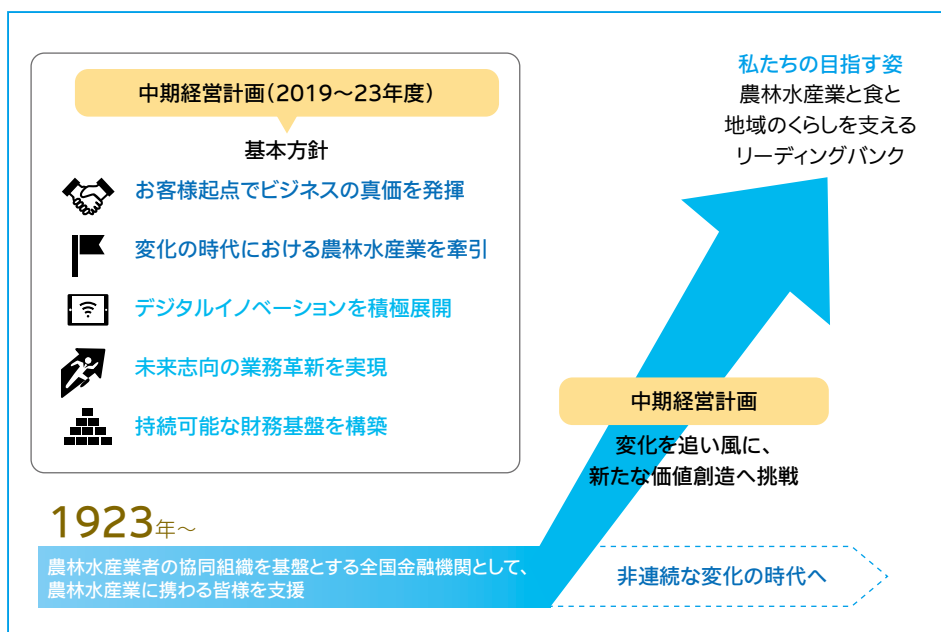 中期経営計画(2019～23年度)
基本方針
お客様起点でビジネスの真価を発揮
変化の時代における農林水産業を牽引
デジタルイノベーションを積極展開
未来志向の業務革新を実現
持続可能な財務基盤を構築
私たちの目指す姿
農林水産業と食と
地域のくらしを支える
リーディングバンク
中期経営計画
変化を追い風に、
新たな価値創造へ挑戦
1923年～
農林水産業者の協同組織を基盤とする全国金融機関として、
農林水産業に携わる皆様を支援
非連続な変化の時代へ